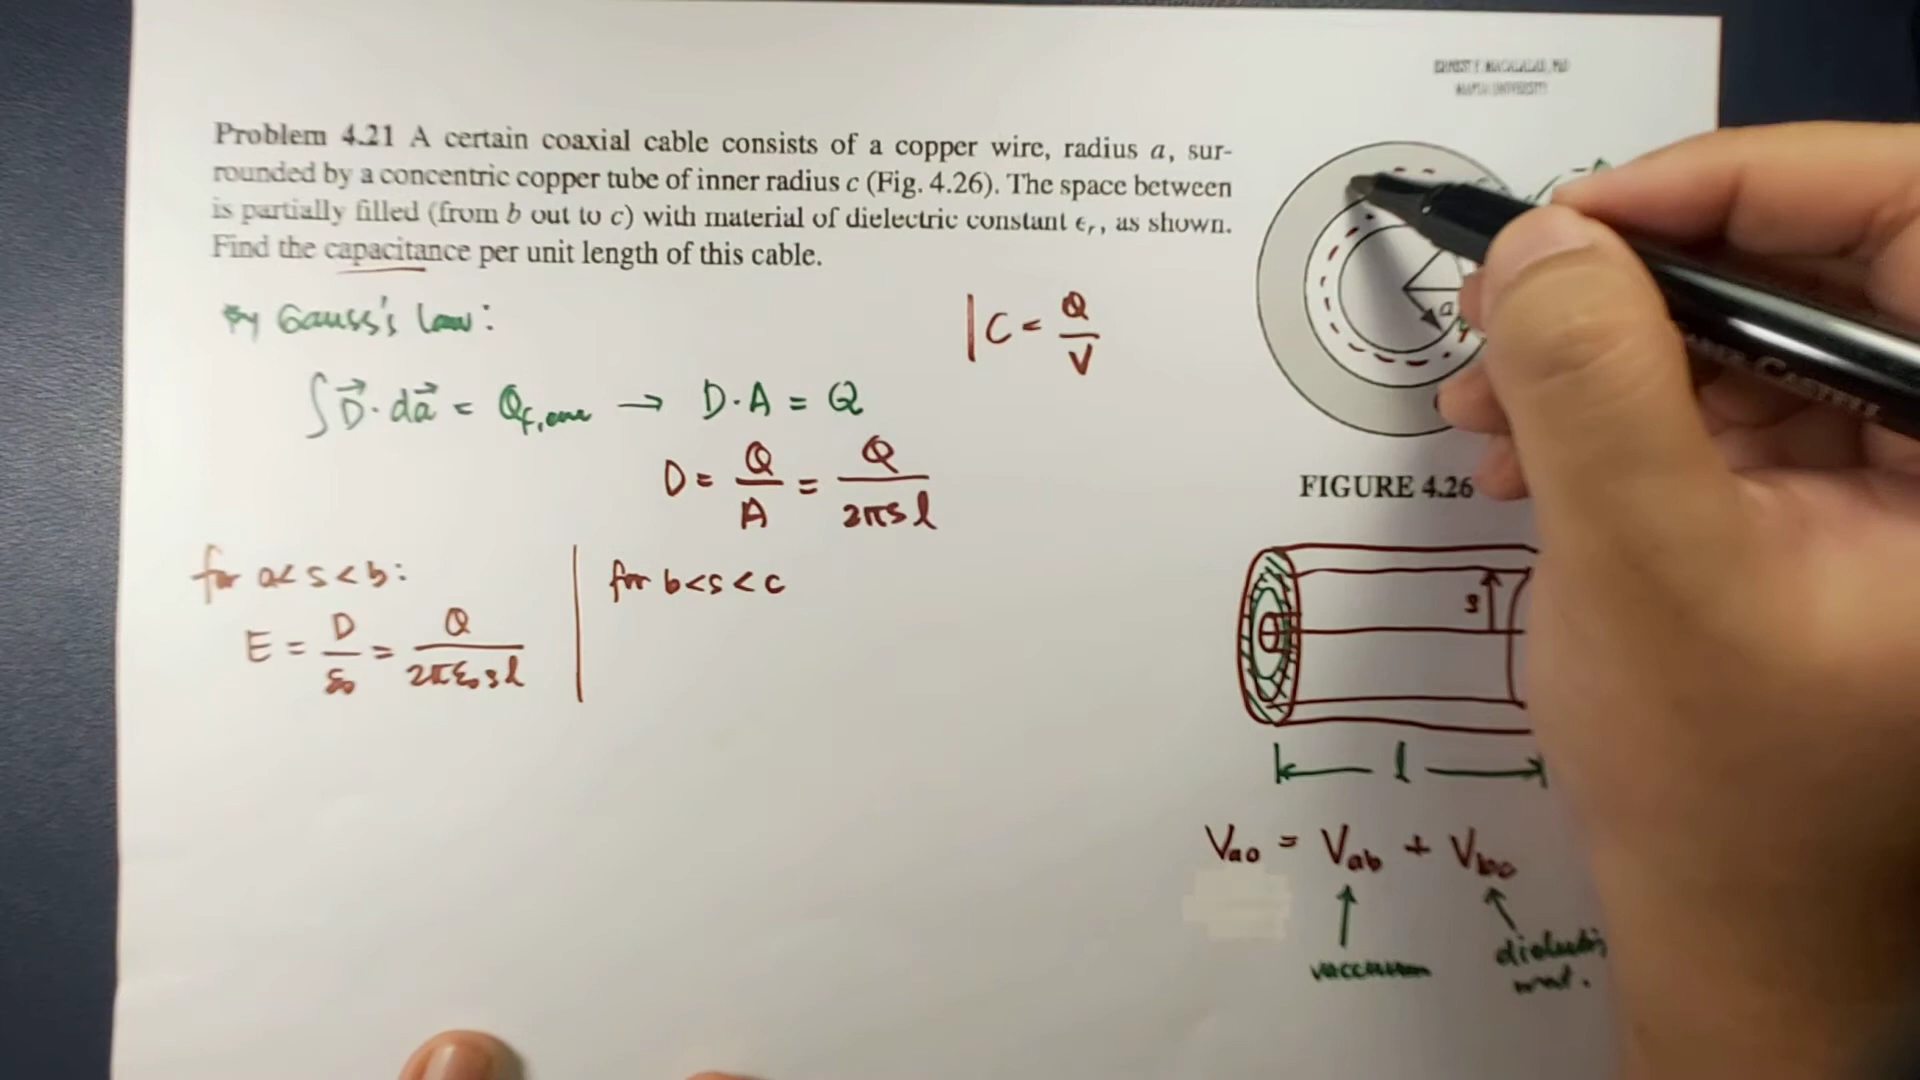 Problem 4.21 A certain coaxial cable consists of a copper wire, radius a, sur-
rounded by a concentric copper tube of inner radius c (Fig. 4.26). The space between
is partially filled (from b out to c) with material of dielectric constant ϵr, as shown.
Find the capacitance per unit length of this cable.
By Gauss's Law:
| C = Q/V
∫D⃗·da⃗ = Qf,enc → D·A = Q
D = Q/A = Q/2πsl
for a<s<b:
E = D/ε0 = Q/2πε0sl
for b<s<c
a
FIGURE 4.26
s
l
Vao = Vab + Vbo
vaccuum
mat.